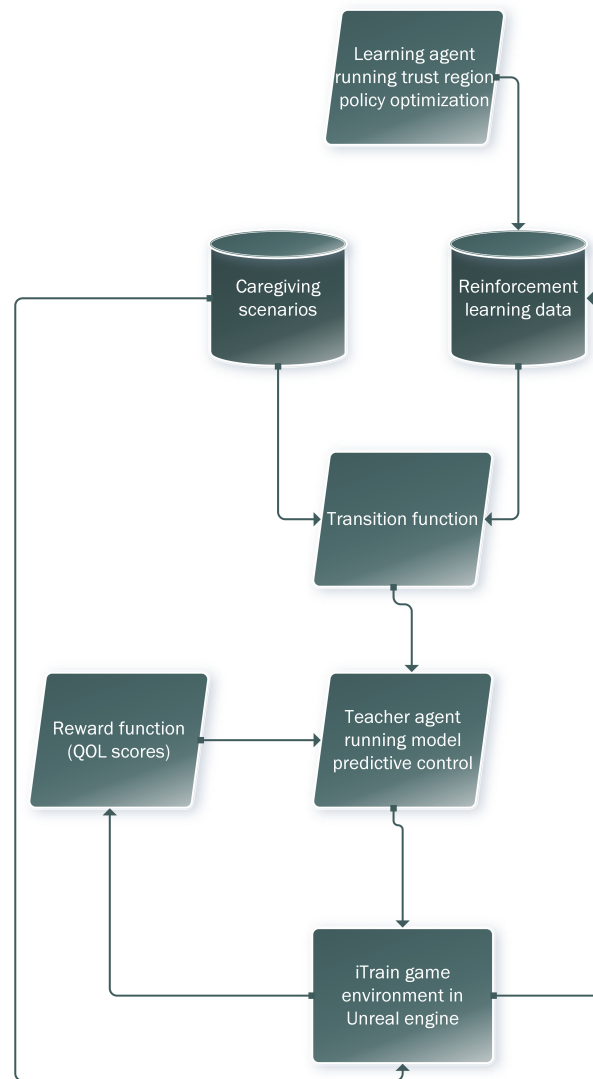 Learning agent
running trust region
policy optimization
Caregiving
scenarios
Reinforcement
learning data
Transition function
Reward function
(QOL scores)
Teacher agent
running model
predictive control
iTrain game
environment in
Unreal engine